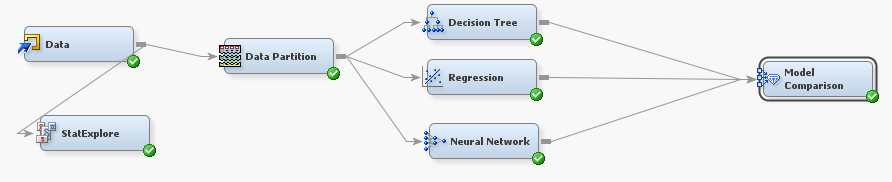 Data
StatExplore
Data Partition
Decision Tree
Regression
Neural Network
Model
Comparison